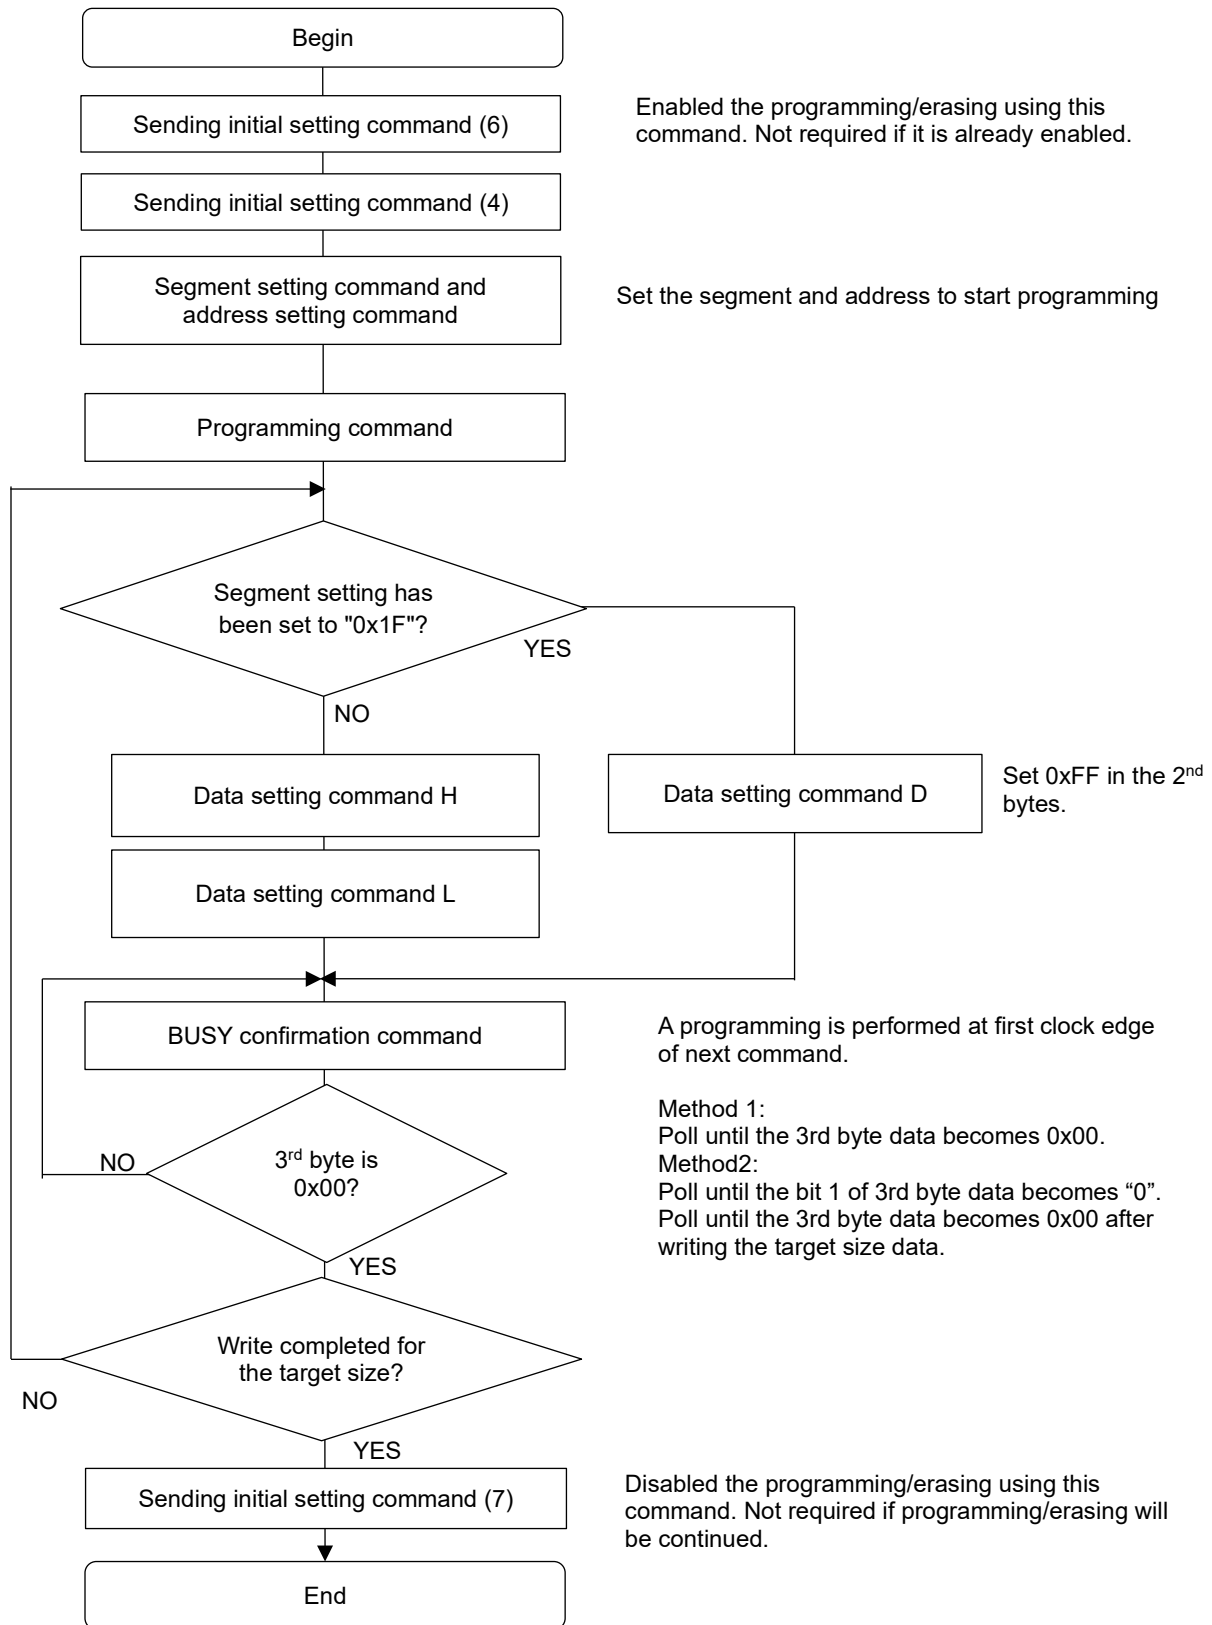 Begin
Sending initial setting command (6)
Enabled the programming/erasing using this
command. Not required if it is already enabled.
Sending initial setting command (4)
Segment setting command and
address setting command
Set the segment and address to start programming
Programming command
Segment setting has
been set to "0x1F"?
YES
NO
Data setting command H
Data setting command D
Set 0xFF in the 2nd
bytes.
Data setting command L
BUSY confirmation command
A programming is performed at first clock edge
of next command.
Method 1:
Poll until the 3rd byte data becomes 0x00.
Method2:
Poll until the bit 1 of 3rd byte data becomes “0”.
Poll until the 3rd byte data becomes 0x00 after
writing the target size data.
NO
3rd byte is
0x00?
YES
Write completed for
the target size?
NO
YES
Sending initial setting command (7)
Disabled the programming/erasing using this
command. Not required if programming/erasing will
be continued.
End